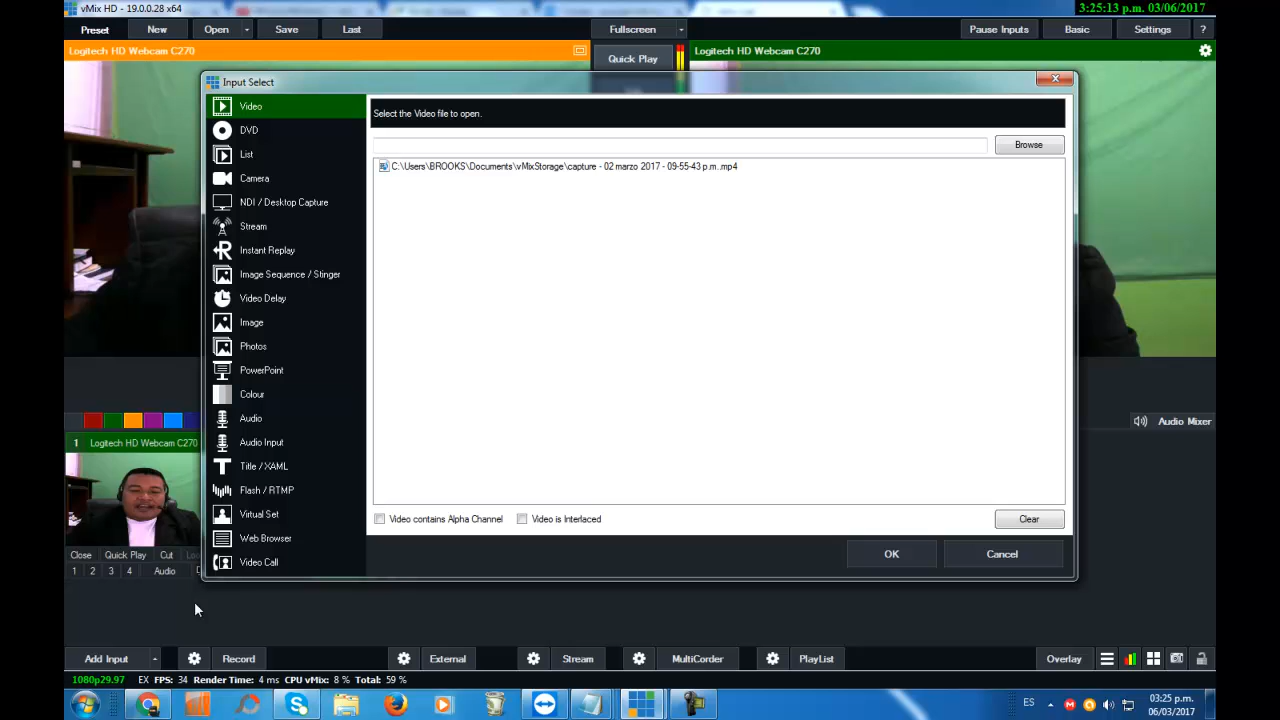 vMix HD - 19.0.0.28 x64
3:25:13 p.m. 03/06/2017
Preset
New
Open
Save
Last
Fullscreen
Pause Inputs
Basic
Settings
?
Logitech HD Webcam C270
Quick Play
Logitech HD Webcam C270
Input Select
Video
DVD
List
Camera
NDI / Desktop Capture
Stream
Instant Replay
Image Sequence / Stinger
Video Delay
Image
Photos
PowerPoint
Colour
Audio
Audio Input
Title / XAML
Flash / RTMP
Virtual Set
Web Browser
Video Call
Select the Video file to open.
Browse
C:\Users\BROOKS\Documents\vMixStorage\capture - 02 marzo 2017 - 09-55-43 p.m..mp4
Video contains Alpha Channel
Video is Interlaced
Clear
OK
Cancel
Audio Mixer
1 Logitech HD Webcam C270
Close
Quick Play
Cut
1 2 3 4
Audio
Add Input
Record
External
Stream
MultiCorder
PlayList
Overlay
1080p29.97 EX FPS: 34 Render Time: 4 ms CPU vMix: 8 % Total: 59 %
ES
03:25 p.m.
06/03/2017